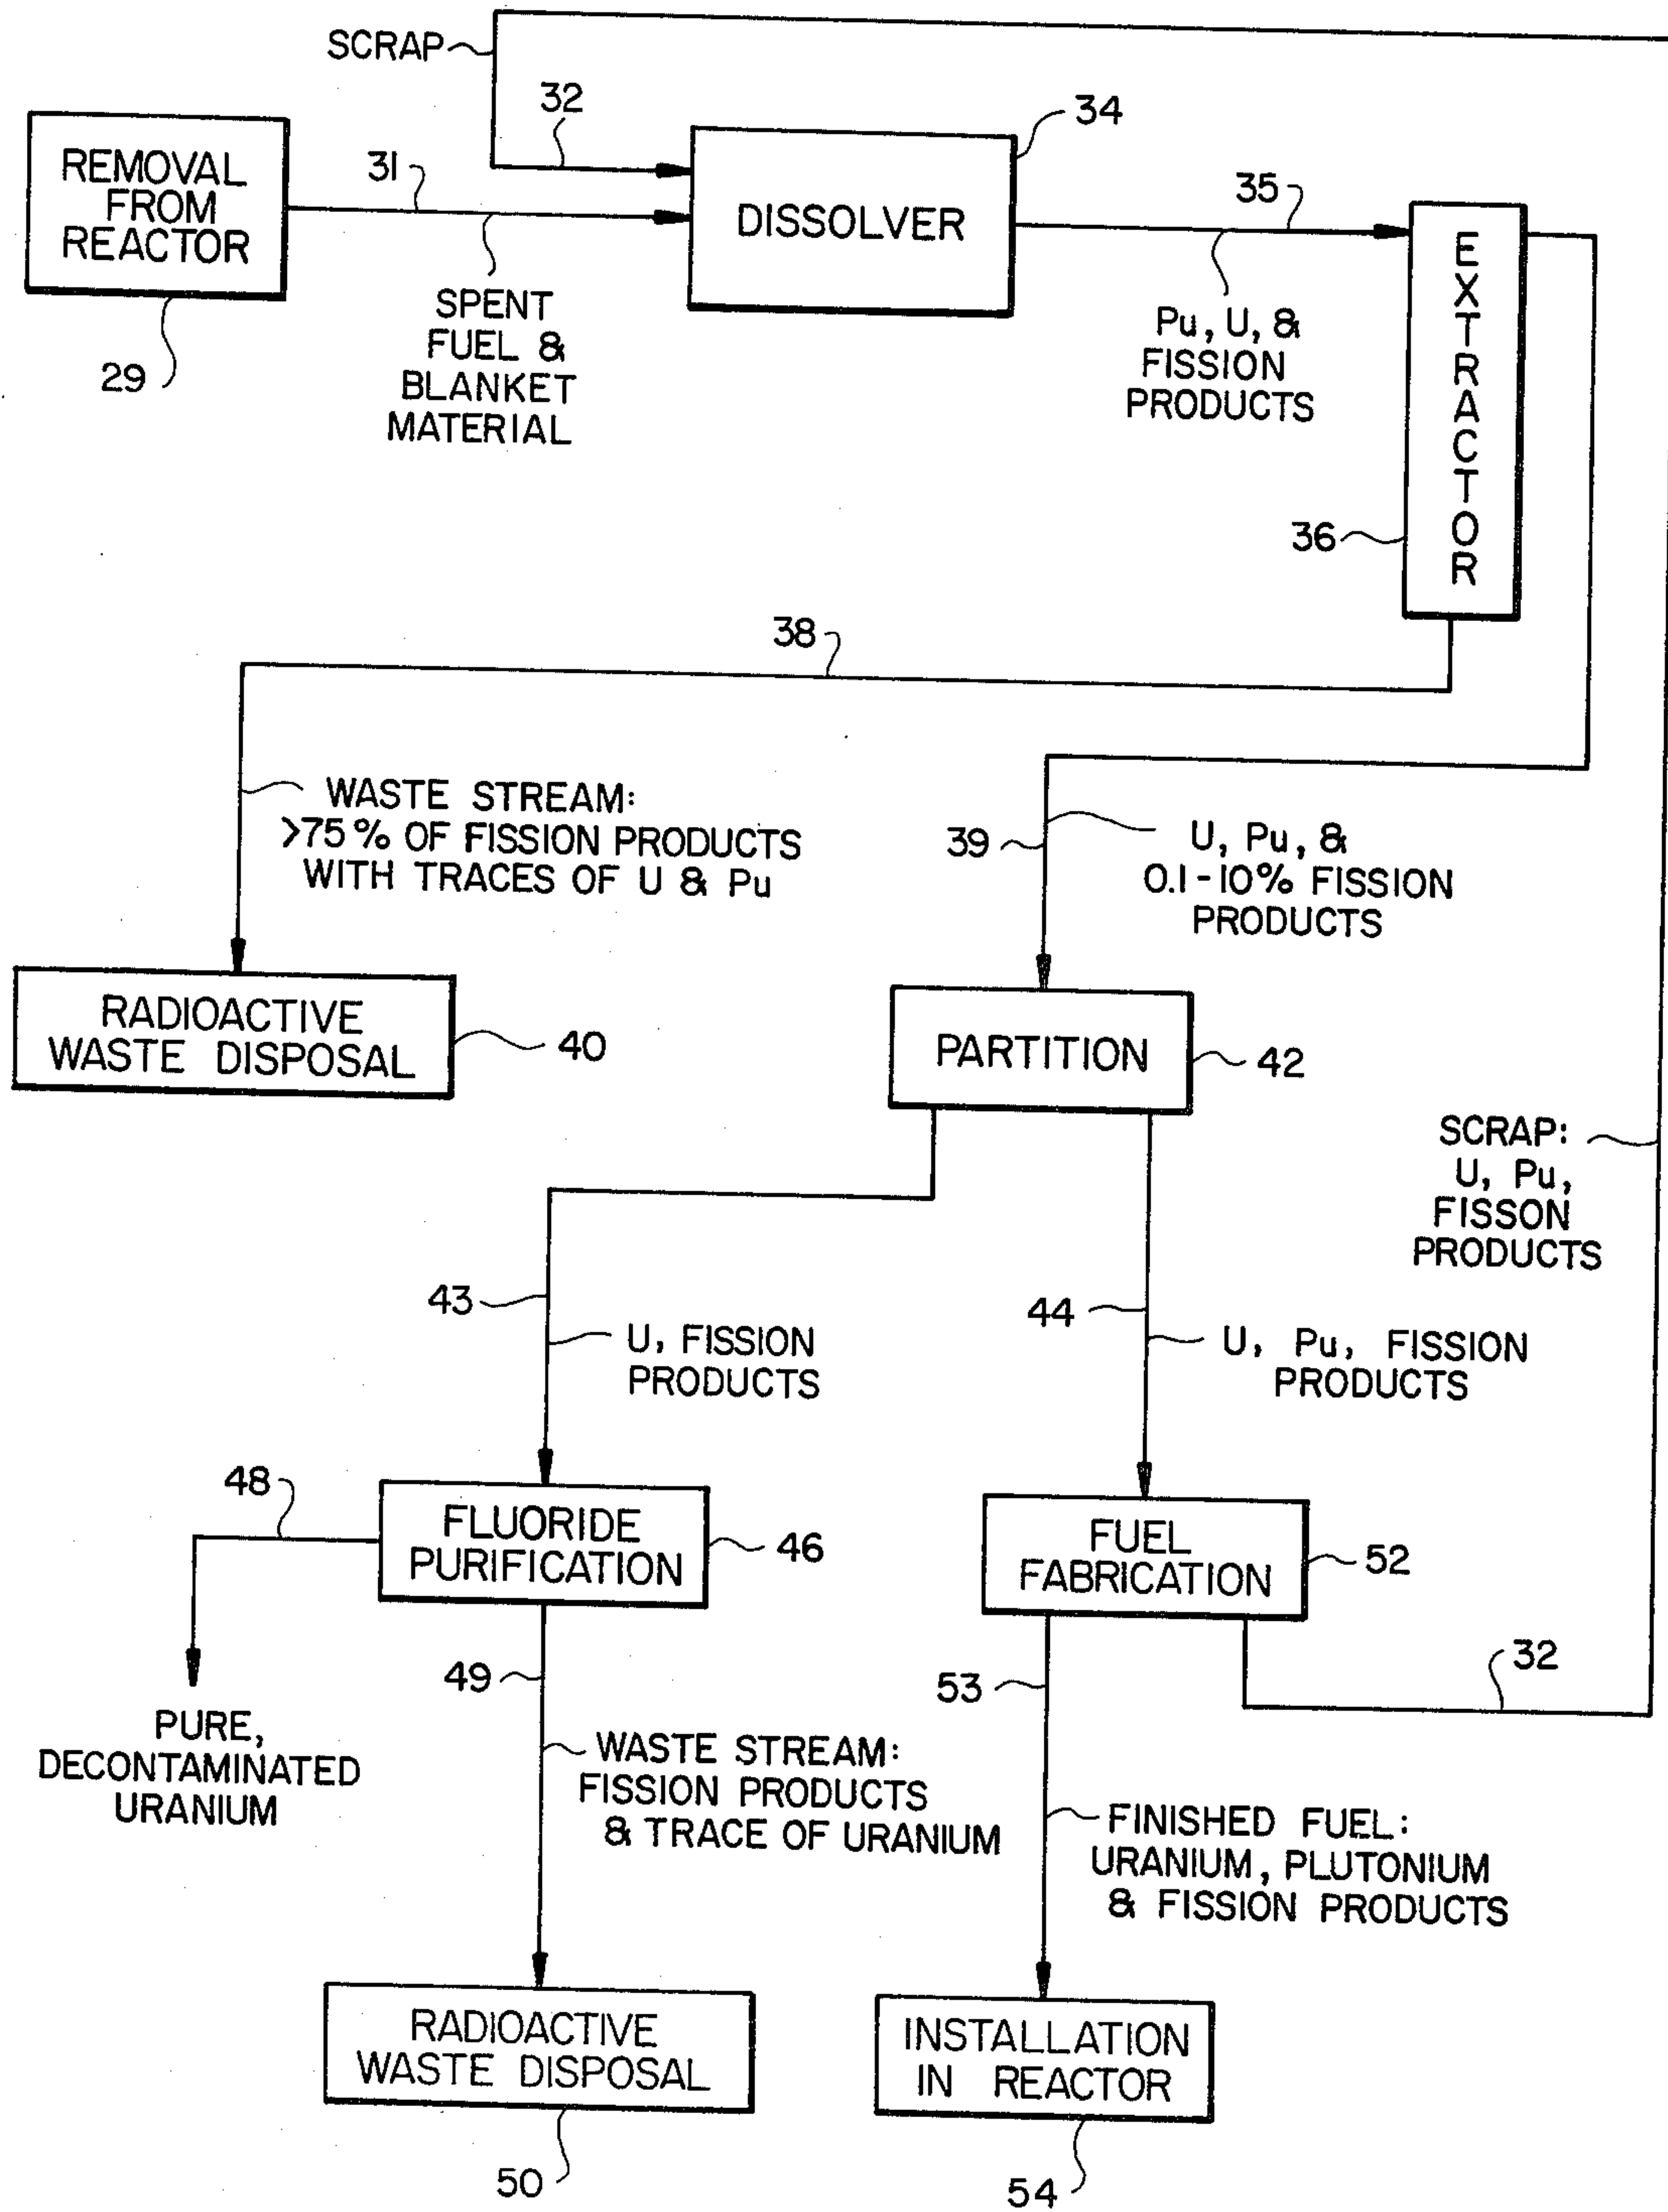 SCRAP
32
34
REMOVAL
FROM
REACTOR
31
DISSOLVER
35
EXTRACTOR
29
SPENT
FUEL &
BLANKET
MATERIAL
Pu, U, &
FISSION
PRODUCTS
36
38
WASTE STREAM:
>75% OF FISSION PRODUCTS
WITH TRACES OF U & Pu
39
U, Pu, &
0.1-10% FISSION
PRODUCTS
RADIOACTIVE
WASTE DISPOSAL
40
PARTITION
42
SCRAP:
U, Pu,
FISSON
PRODUCTS
43
U, FISSION
PRODUCTS
44
U, Pu, FISSION
PRODUCTS
48
FLUORIDE
PURIFICATION
46
FUEL
FABRICATION
52
32
49
53
PURE,
DECONTAMINATED
URANIUM
WASTE STREAM:
FISSION PRODUCTS
& TRACE OF URANIUM
FINISHED FUEL:
URANIUM, PLUTONIUM
& FISSION PRODUCTS
RADIOACTIVE
WASTE DISPOSAL
50
INSTALLATION
IN REACTOR
54